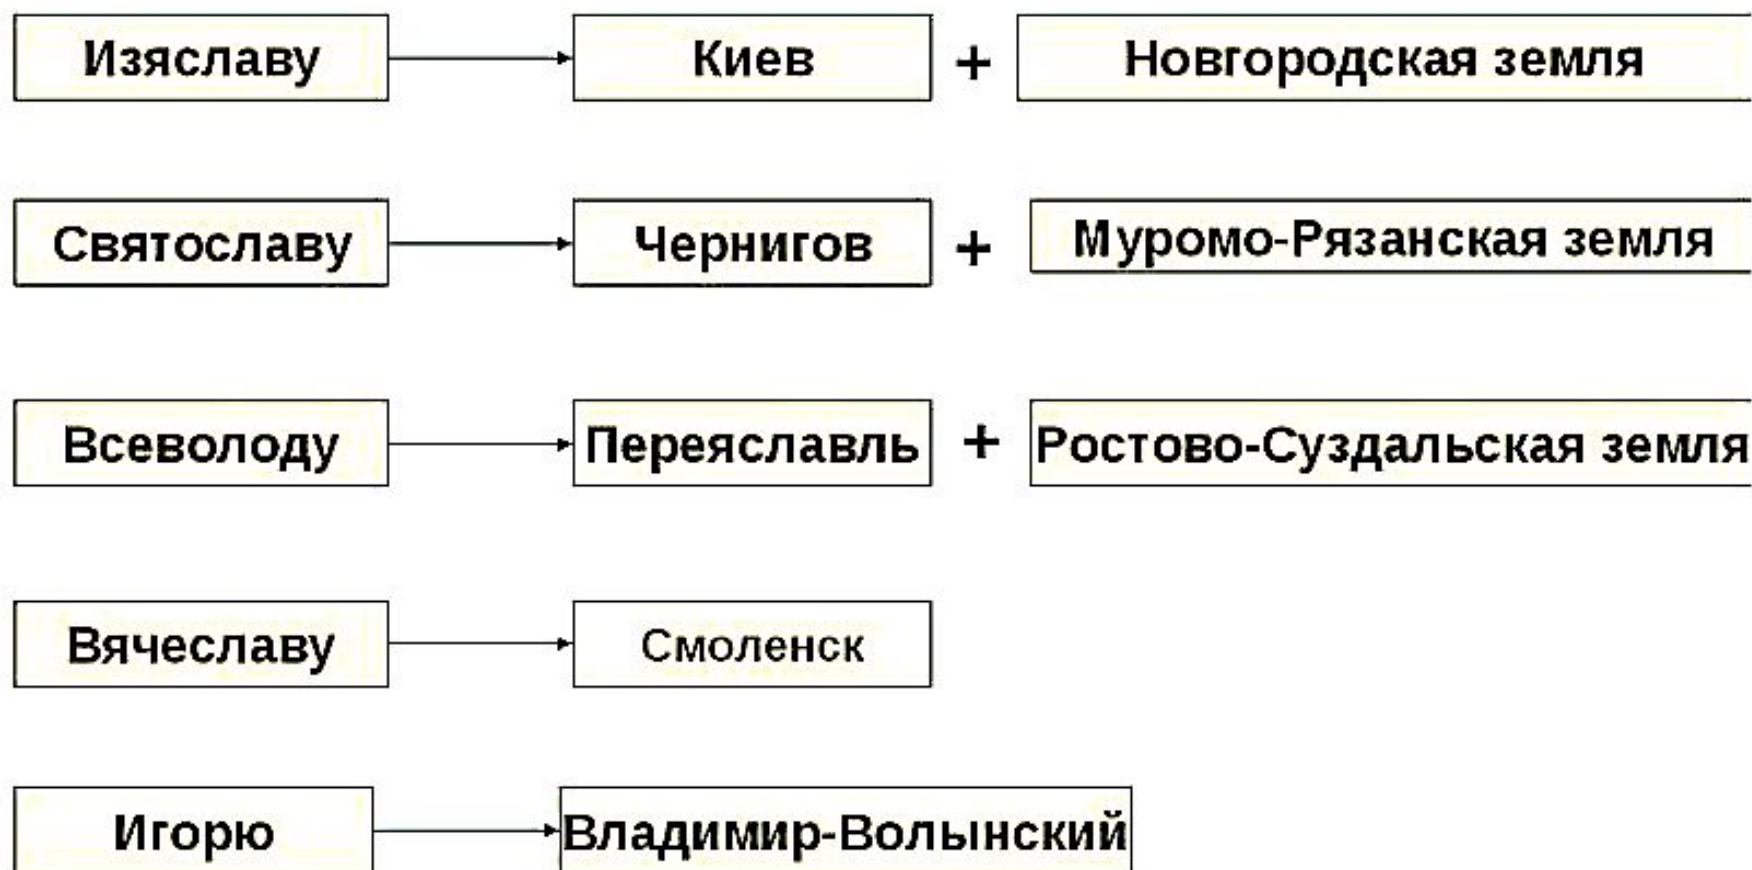 Изяславу Киев + Новгородская земля
Святославу Чернигов + Муромо-Рязанская земля
Всеволоду Переяславль + Ростово-Суздальская земля
Вячеславу Смоленск
Игорю Владимир-Волынский